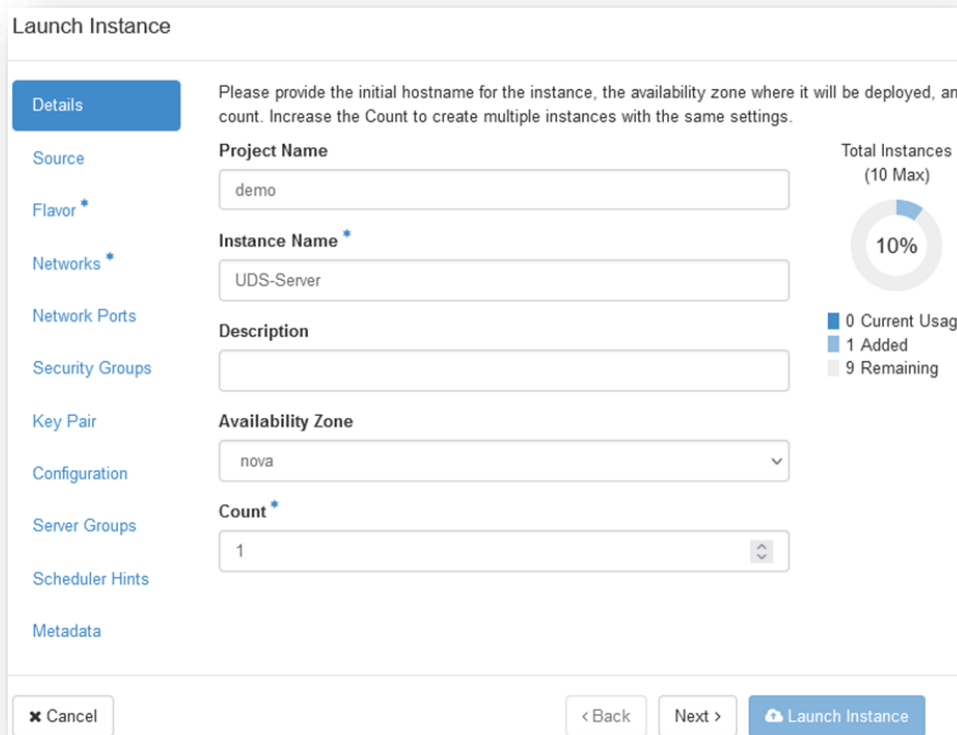 Launch Instance
Details
Source
Flavor *
Networks *
Network Ports
Security Groups
Key Pair
Configuration
Server Groups
Scheduler Hints
Metadata
Please provide the initial hostname for the instance, the availability zone where it will be deployed, an
count. Increase the Count to create multiple instances with the same settings.
Project Name
demo
Instance Name *
UDS-Server
Description
Availability Zone
nova
Count *
1
Total Instances
(10 Max)
10%
0 Current Usag
1 Added
9 Remaining
✖ Cancel
< Back
Next >
Launch Instance